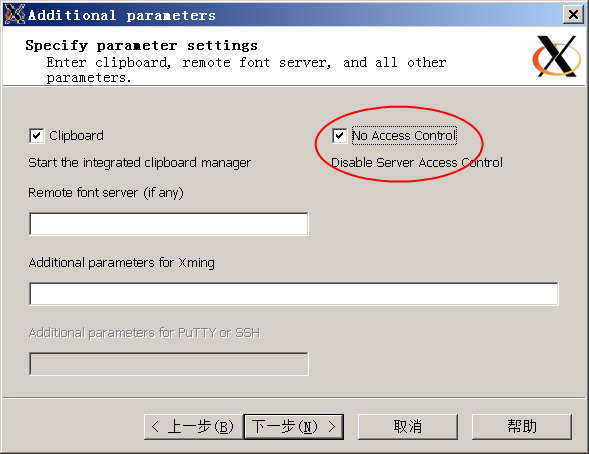 Additional parameters
Specify parameter settings
Enter clipboard, remote font server, and all other
parameters.
Clipboard
No Access Control
Start the integrated clipboard manager
Disable Server Access Control
Remote font server (if any)
Additional parameters for Xming
Additional parameters for PuTTY or SSH
< 上一步(B)
下一步(N) >
取消
帮助